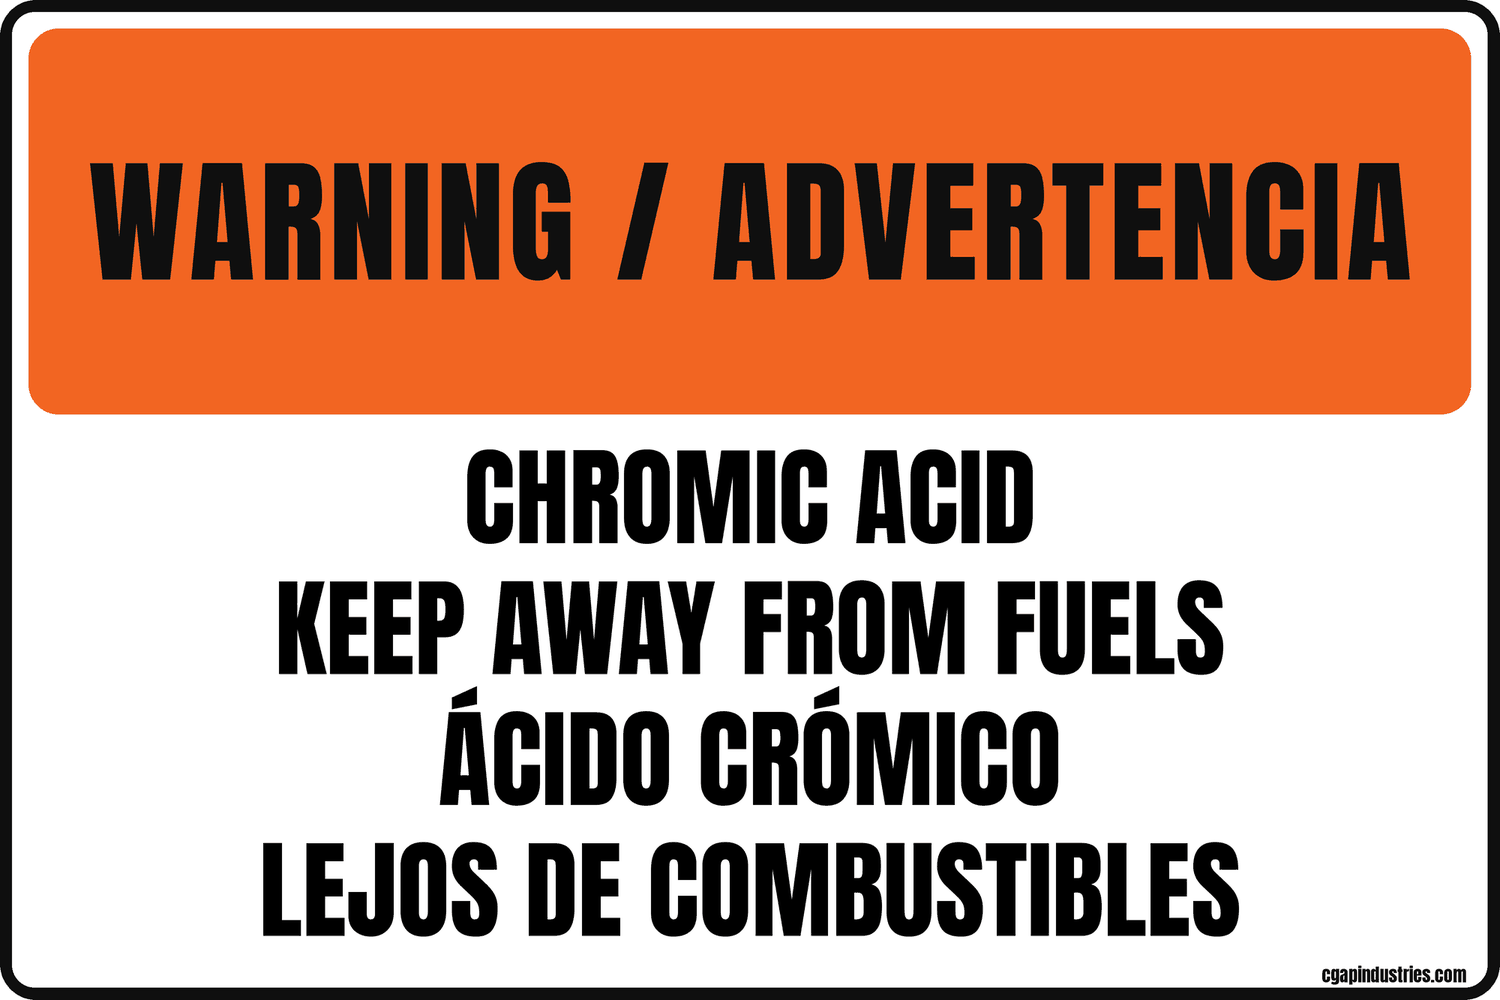 WARNING / ADVERTENCIA
CHROMIC ACID
KEEP AWAY FROM FUELS
ÁCIDO CRÓMICO
LEJOS DE COMBUSTIBLES
cgapindustries.com